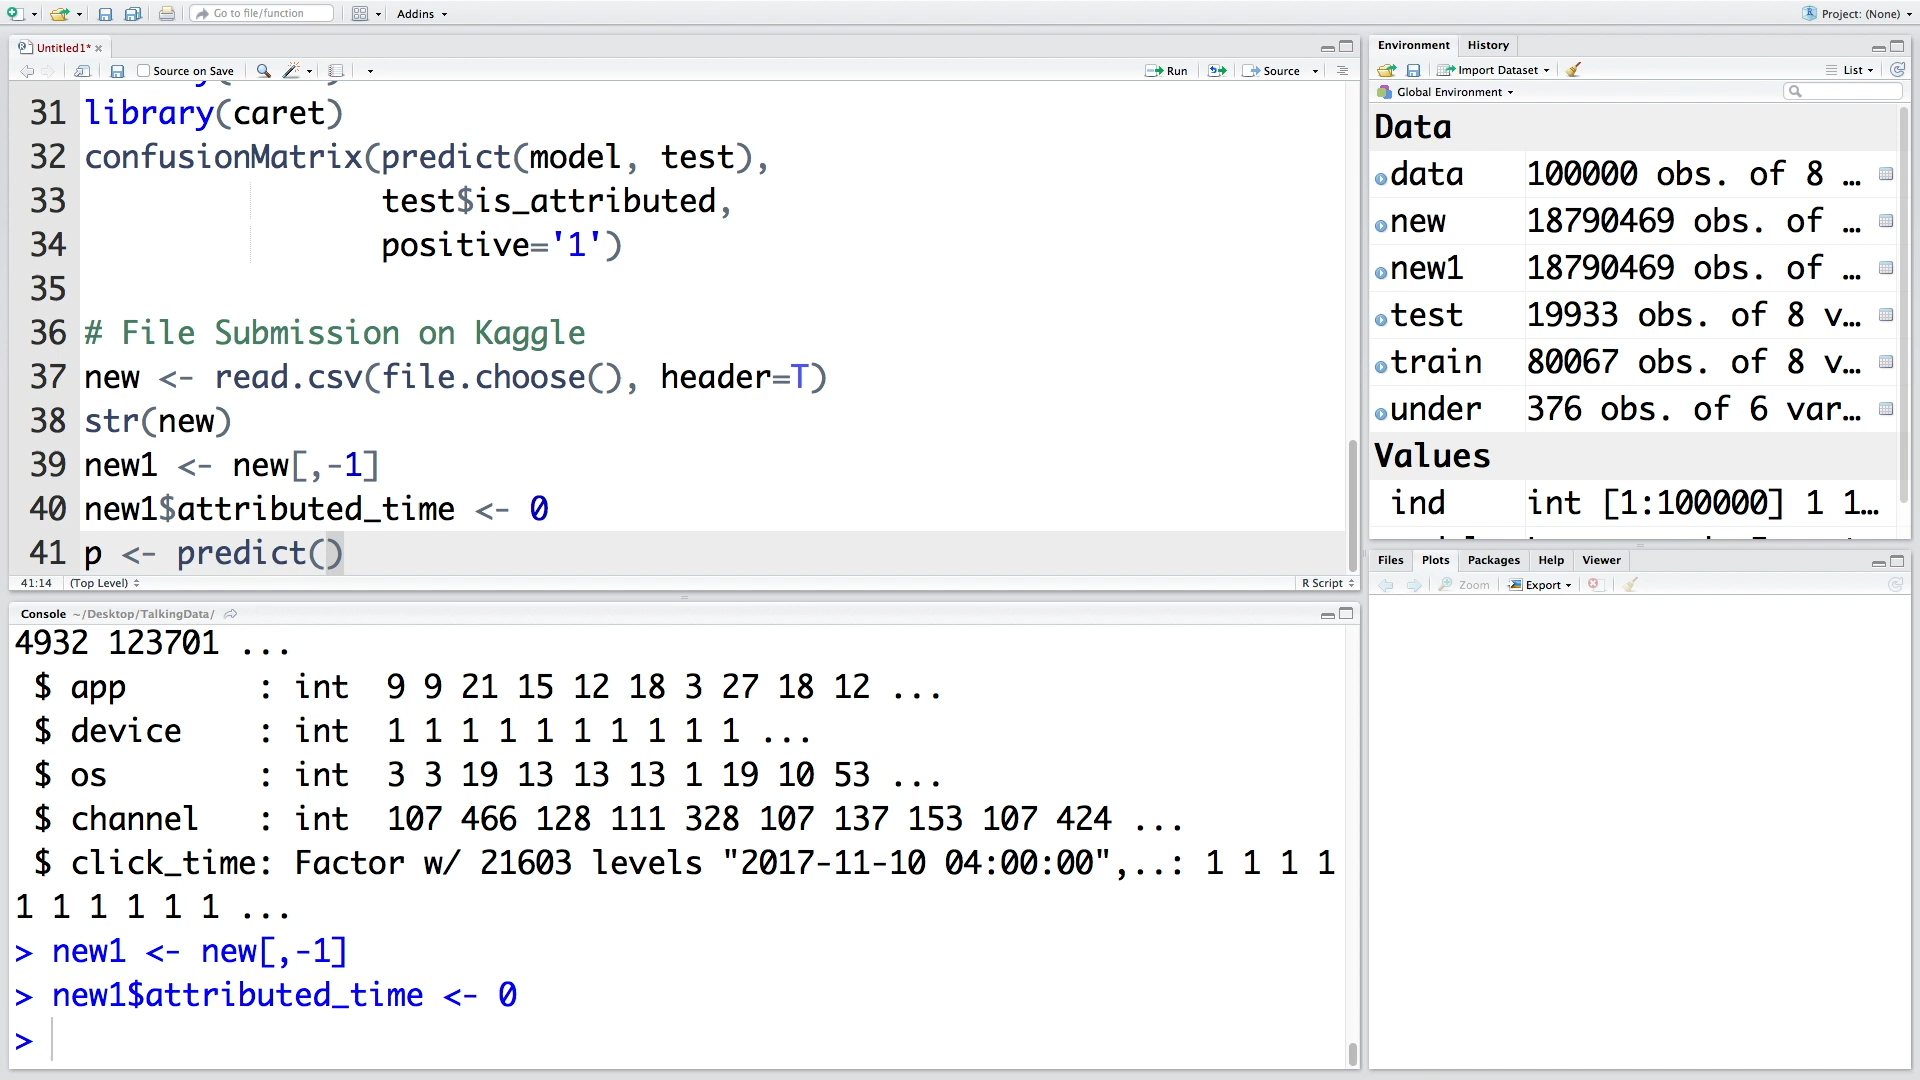 Go to file/function
Addins
Project: (None)
Untitled1*
Source on Save
Run
Source
31 library(caret)
32 confusionMatrix(predict(model, test),
33 test$is_attributed,
34 positive='1')
35
36 # File Submission on Kaggle
37 new <- read.csv(file.choose(), header=T)
38 str(new)
39 new1 <- new[,-1]
40 new1$attributed_time <- 0
41 p <- predict()
41:14 (Top Level) R Script
Console ~/Desktop/TalkingData/
4932 123701 ...
$ app : int 9 9 21 15 12 18 3 27 18 12 ...
$ device : int 1 1 1 1 1 1 1 1 1 1 ...
$ os : int 3 3 19 13 13 13 1 19 10 53 ...
$ channel : int 107 466 128 111 328 107 137 153 107 424 ...
$ click_time: Factor w/ 21603 levels "2017-11-10 04:00:00",..: 1 1 1 1
1 1 1 1 1 1 ...
> new1 <- new[,-1]
> new1$attributed_time <- 0
>
Environment History
Import Dataset List
Global Environment
Data
data 100000 obs. of 8 ...
new 18790469 obs. of ...
new1 18790469 obs. of ...
test 19933 obs. of 8 v...
train 80067 obs. of 8 v...
under 376 obs. of 6 var...
Values
ind int [1:100000] 1 1...
Files Plots Packages Help Viewer
Zoom Export